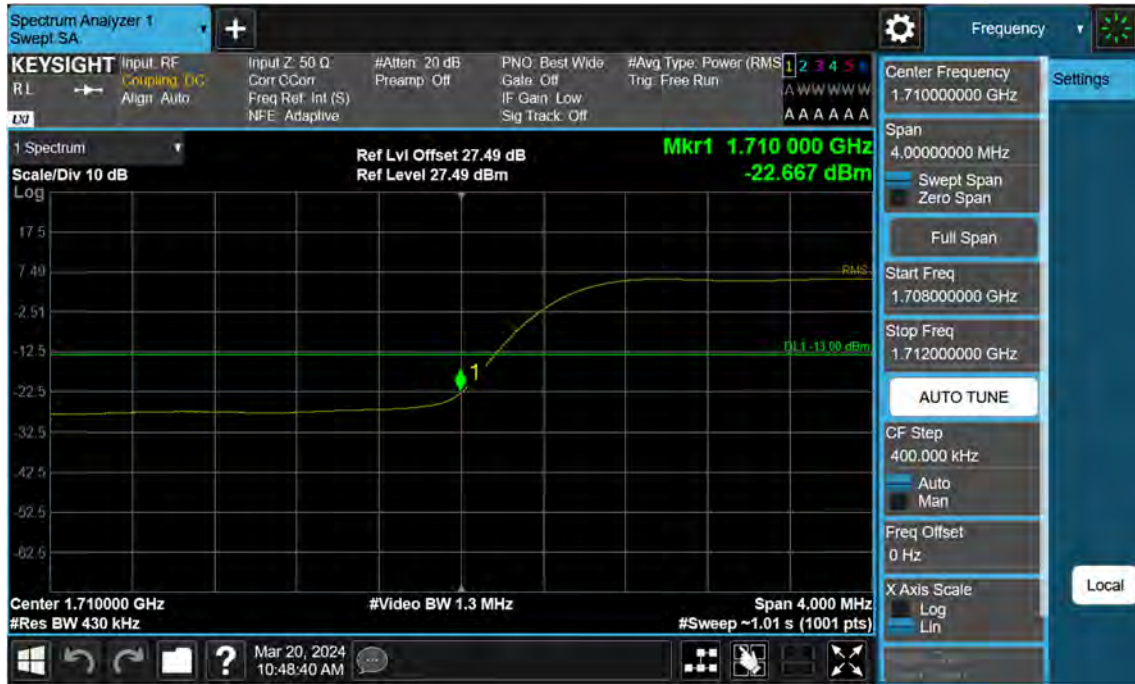 Spectrum Analyzer 1
Swept SA
Frequency
KEYSIGHT
RL
LXI
Input: RF
Coupling: DC
Align: Auto
Input Z: 50 Ω
Corr CCorr
Freq Ref: Int (S)
NFE: Adaptive
#Atten: 20 dB
Preamp: Off
PNO: Best Wide
Gate: Off
IF Gain: Low
Sig Track: Off
#Avg Type: Power (RMS
Trig: Free Run
1 2 3 4 5 6
A W W W W W
A A A A A A
1 Spectrum
Scale/Div 10 dB
Ref Lvl Offset 27.49 dB
Ref Level 27.49 dBm
Mkr1 1.710 000 GHz
-22.667 dBm
Log
17.5
7.49
-2.51
-12.5
-22.5
-32.5
-42.5
-52.5
-62.5
RMS
DL1 -13.00 dBm
1
Center 1.710000 GHz
#Res BW 430 kHz
#Video BW 1.3 MHz
Span 4.000 MHz
#Sweep ~1.01 s (1001 pts)
Center Frequency
1.710000000 GHz
Span
4.00000000 MHz
Swept Span
Zero Span
Full Span
Start Freq
1.708000000 GHz
Stop Freq
1.712000000 GHz
AUTO TUNE
CF Step
400.000 kHz
Auto
Man
Freq Offset
0 Hz
X Axis Scale
Log
Lin
Settings
Local
?
Mar 20, 2024
10:48:40 AM